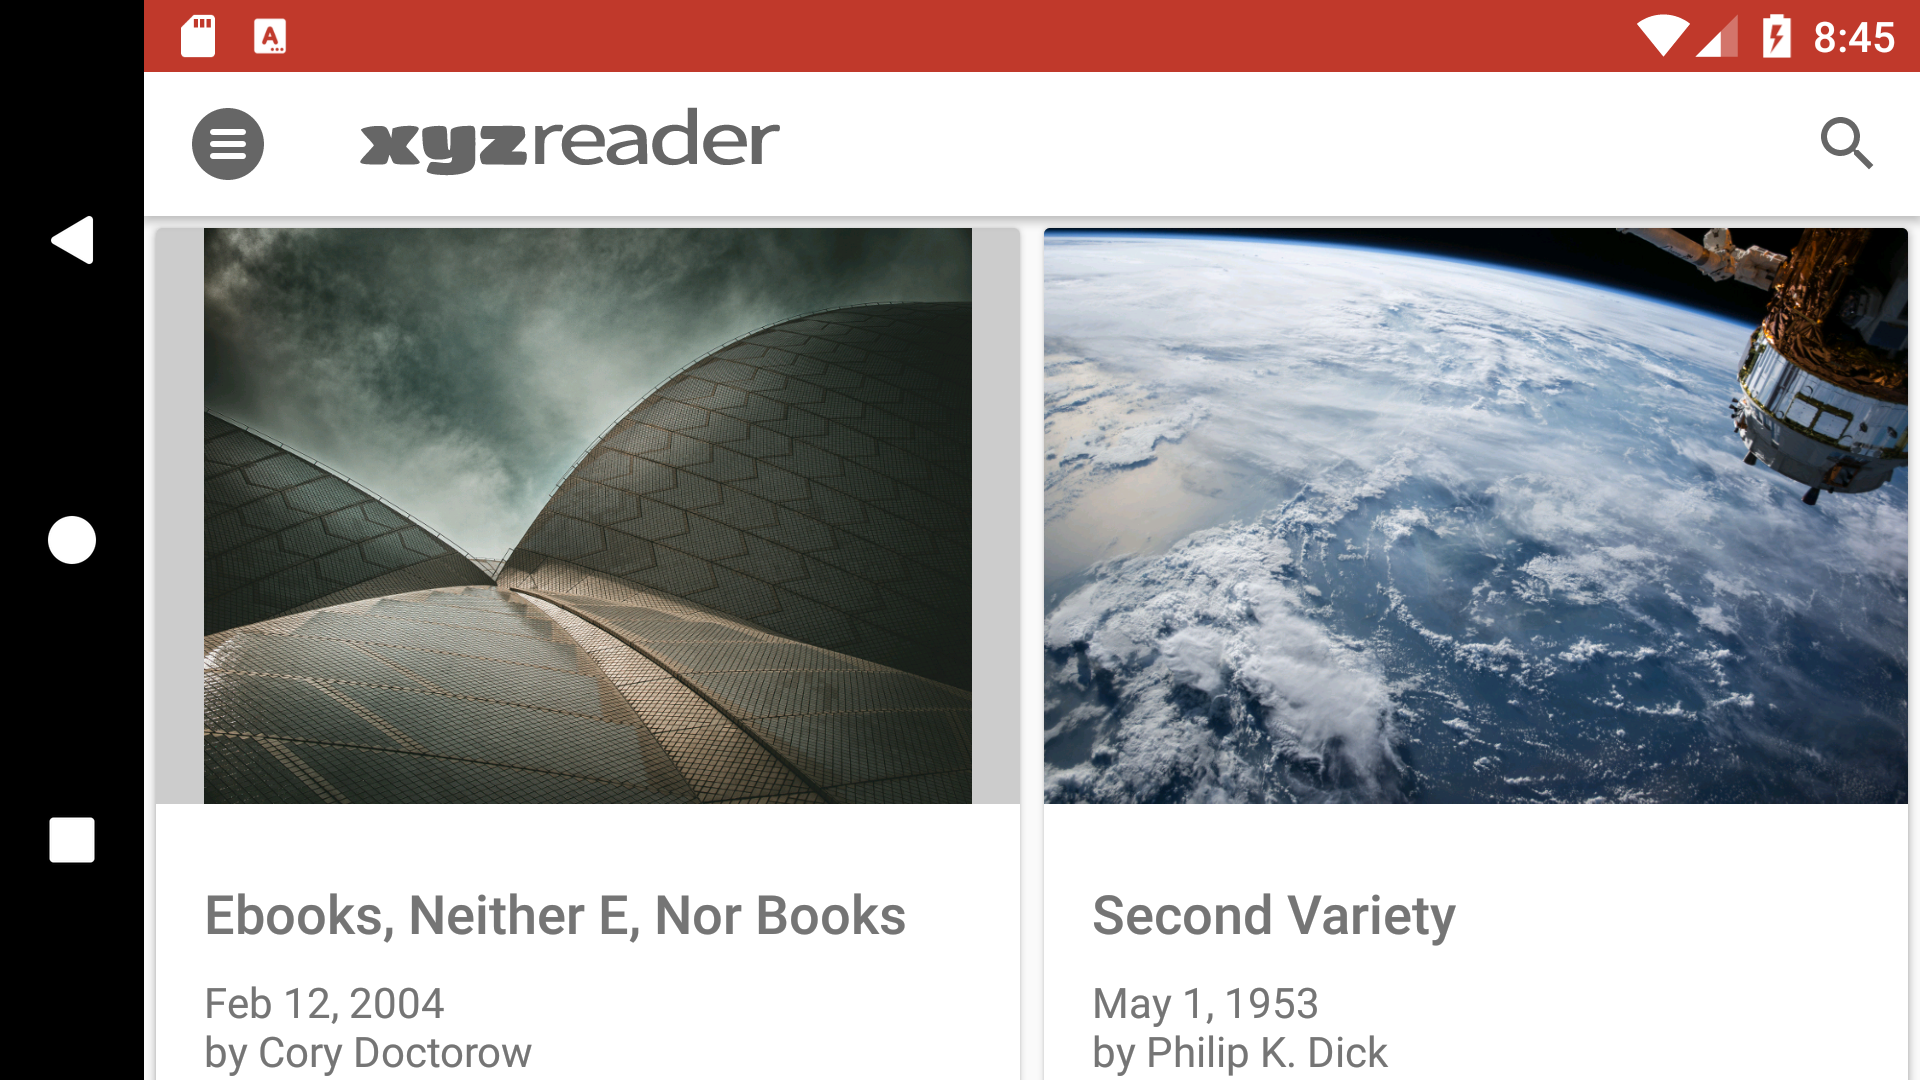 A
8:45
xyzreader
Ebooks, Neither E, Nor Books
Feb 12, 2004
by Cory Doctorow
Second Variety
May 1, 1953
by Philip K. Dick